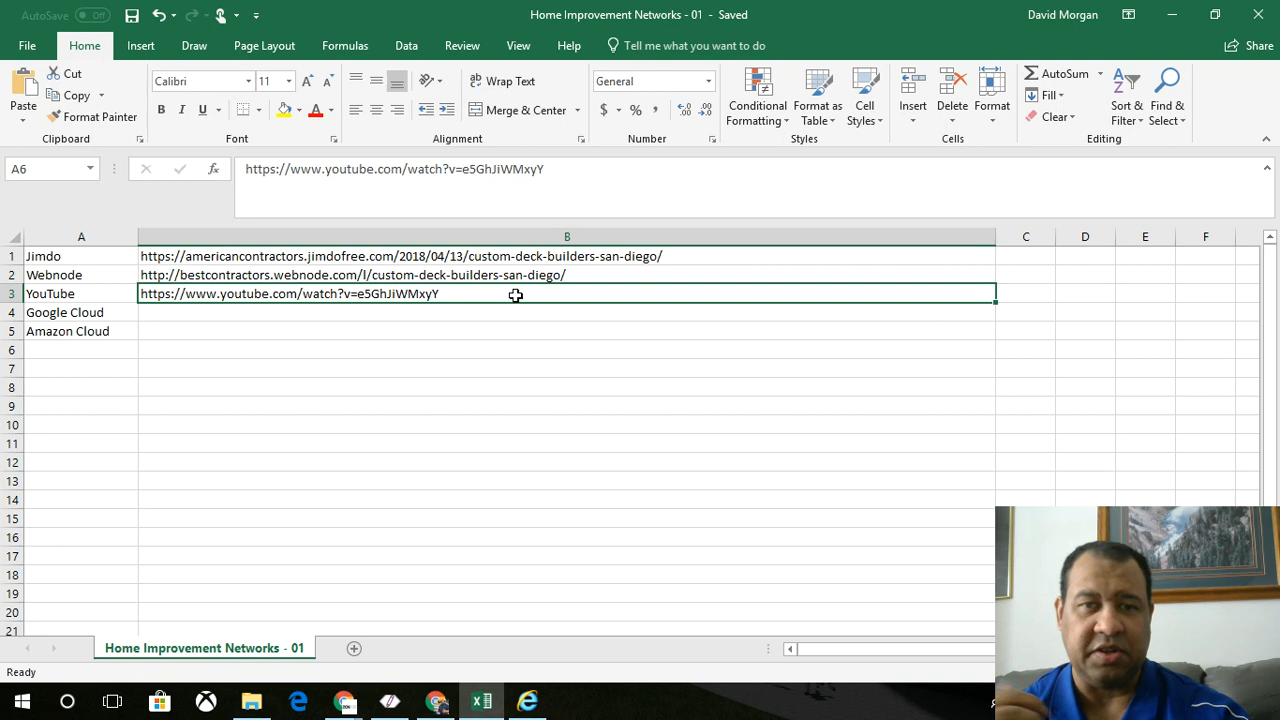 AutoSave Off
Home Improvement Networks - 01 - Saved
David Morgan
File Home Insert Draw Page Layout Formulas Data Review View Help Tell me what you want to do Share
Paste
Cut
Copy
Format Painter
Clipboard
Calibri 11
B I U
A
Font
Wrap Text
Merge & Center
Alignment
General
$ % ,
Number
Conditional Formatting
Format as Table
Cell Styles
Styles
Insert
Delete
Format
Cells
AutoSum
Fill
Clear
Sort & Filter
Find & Select
Editing
A6
fx
https://www.youtube.com/watch?v=e5GhJiWMxyY
A B C D E F
1 Jimdo https://americancontractors.jimdofree.com/2018/04/13/custom-deck-builders-san-diego/
2 Webnode http://bestcontractors.webnode.com/l/custom-deck-builders-san-diego/
3 YouTube https://www.youtube.com/watch?v=e5GhJiWMxyY
4 Google Cloud
5 Amazon Cloud
6
7
8
9
10
11
12
13
14
15
16
17
18
19
20
21
Home Improvement Networks - 01
Ready